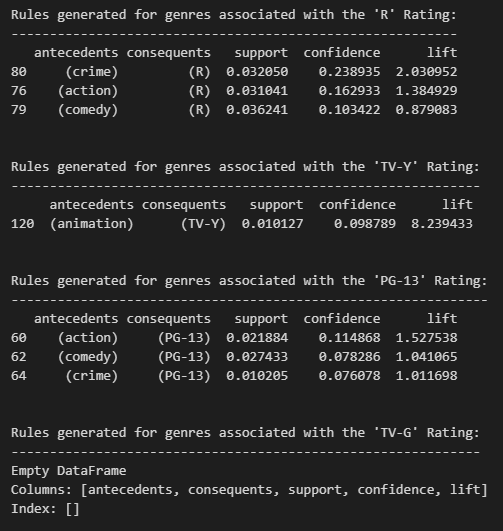 Rules generated for genres associated with the 'R' Rating:
----------------------------------------------------------
   antecedents consequents   support  confidence      lift
80     (crime)         (R)  0.032050    0.238935  2.030952
76    (action)         (R)  0.031041    0.162933  1.384929
79    (comedy)         (R)  0.036241    0.103422  0.879083
Rules generated for genres associated with the 'TV-Y' Rating:
-------------------------------------------------------------
     antecedents consequents   support  confidence      lift
120  (animation)      (TV-Y)  0.010127    0.098789  8.239433
Rules generated for genres associated with the 'PG-13' Rating:
--------------------------------------------------------------
   antecedents consequents   support  confidence      lift
60    (action)     (PG-13)  0.021884    0.114868  1.527538
62    (comedy)     (PG-13)  0.027433    0.078286  1.041065
64     (crime)     (PG-13)  0.010205    0.076078  1.011698
Rules generated for genres associated with the 'TV-G' Rating:
-------------------------------------------------------------
Empty DataFrame
Columns: [antecedents, consequents, support, confidence, lift]
Index: []